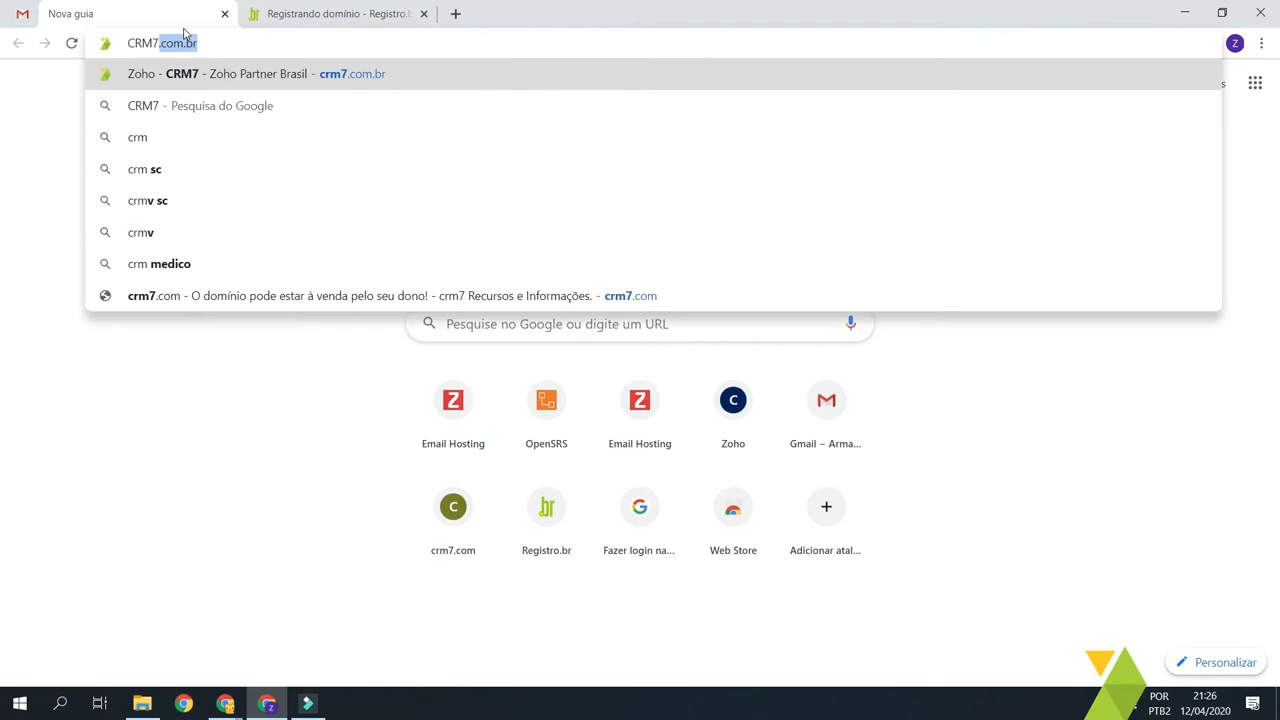 Nova guia
Registrando domínio - Registro.b
CRM7.com.br
Z
Zoho - CRM7 - Zoho Partner Brasil - crm7.com.br
s
CRM7 - Pesquisa do Google
crm
crm sc
crmv sc
crmv
crm medico
crm7.com - O domínio pode estar à venda pelo seu dono! - crm7 Recursos e Informações. - crm7.com
Pesquise no Google ou digite um URL
Z
Z
C
Email Hosting
OpenSRS
Email Hosting
Zoho
Gmail – Arma...
C
.br
crm7.com
Registro.br
Fazer login na...
Web Store
Adicionar atal...
Personalizar
POR
PTB2
21:26
12/04/2020